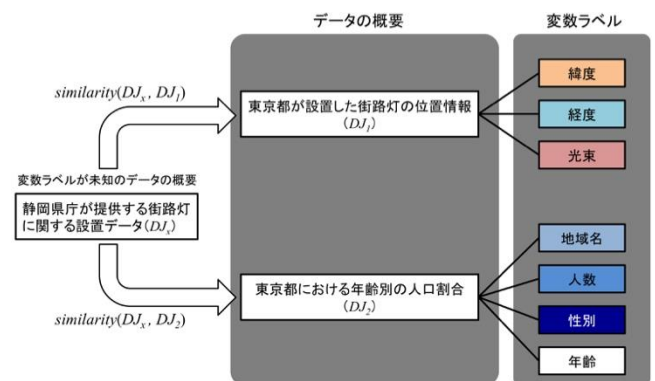 データの概要
変数ラベル
similarity(DJx , DJ1)
変数ラベルが未知のデータの概要
静岡県庁が提供する街路灯
に関する設置データ(DJx)
similarity(DJx , DJ2)
東京都が設置した街路灯の位置情報
(DJ1)
東京都における年齢別の人口割合
(DJ2)
緯度
経度
光束
地域名
人数
性別
年齢